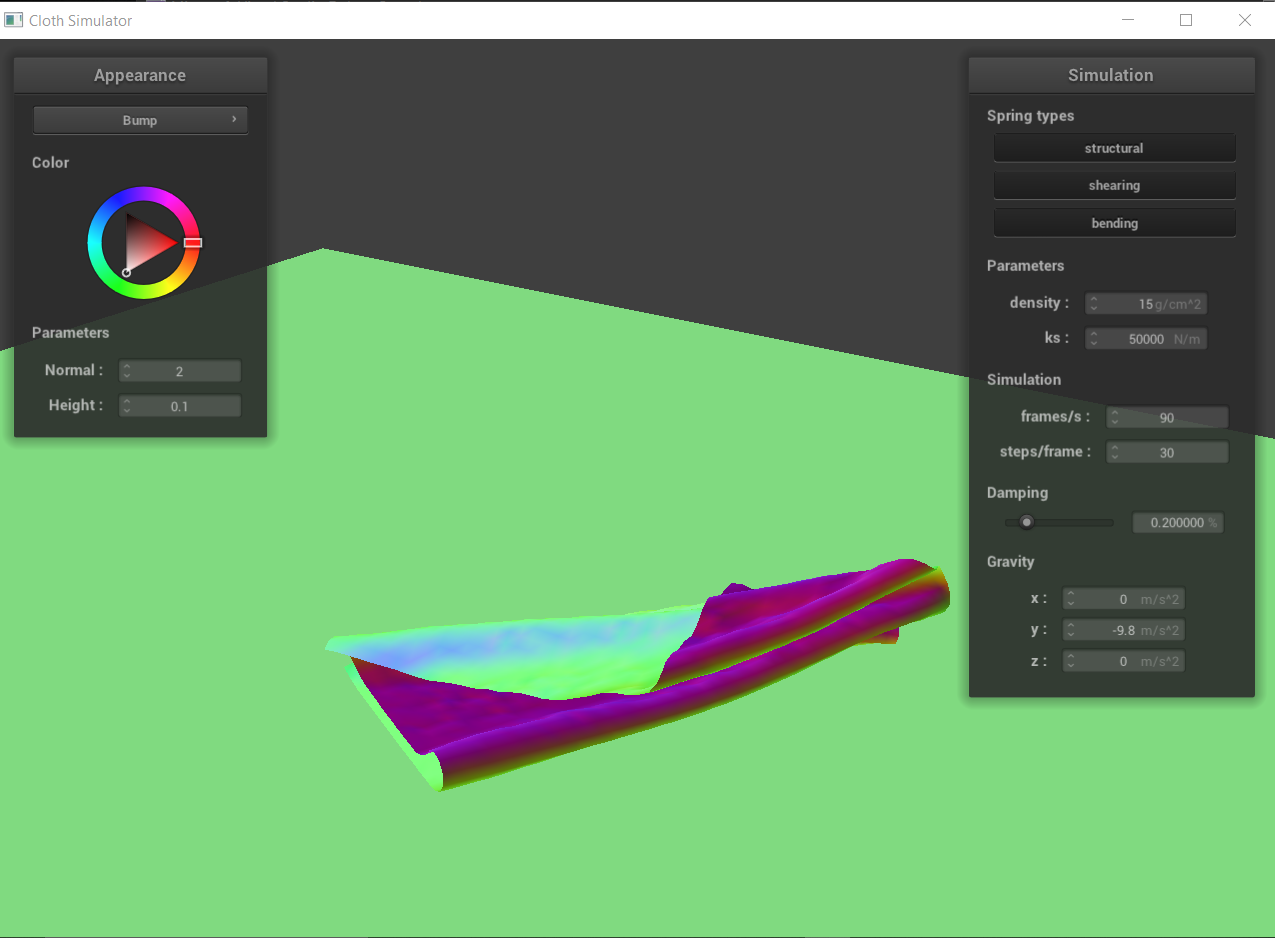 Cloth Simulator
Appearance
Bump
Color
Parameters
Normal : 2
Height : 0.1
Simulation
Spring types
structural
shearing
bending
Parameters
density : 15 g/cm^2
ks : 50000 N/m
Simulation
frames/s : 90
steps/frame : 30
Damping
0.200000 %
Gravity
x : 0 m/s^2
y : -9.8 m/s^2
z : 0 m/s^2